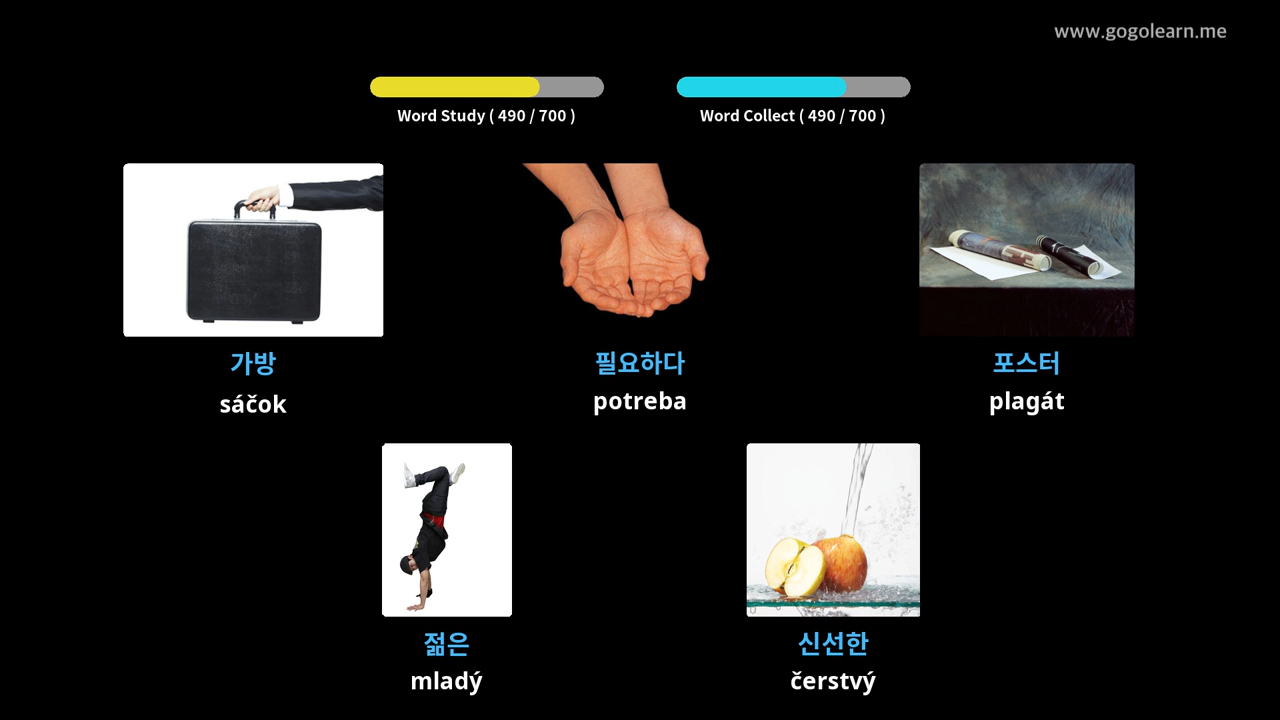 www.gogolearn.me
Word Study ( 490 / 700 )
Word Collect ( 490 / 700 )
가방
sáčok
필요하다
potreba
포스터
plagát
젊은
mladý
신선한
čerstvý